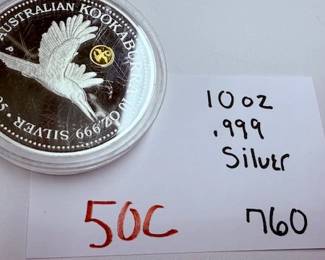 AUSTRALIAN KOOKABU
.999 SILVER
P
10 oz
.999
Silver
50C
760